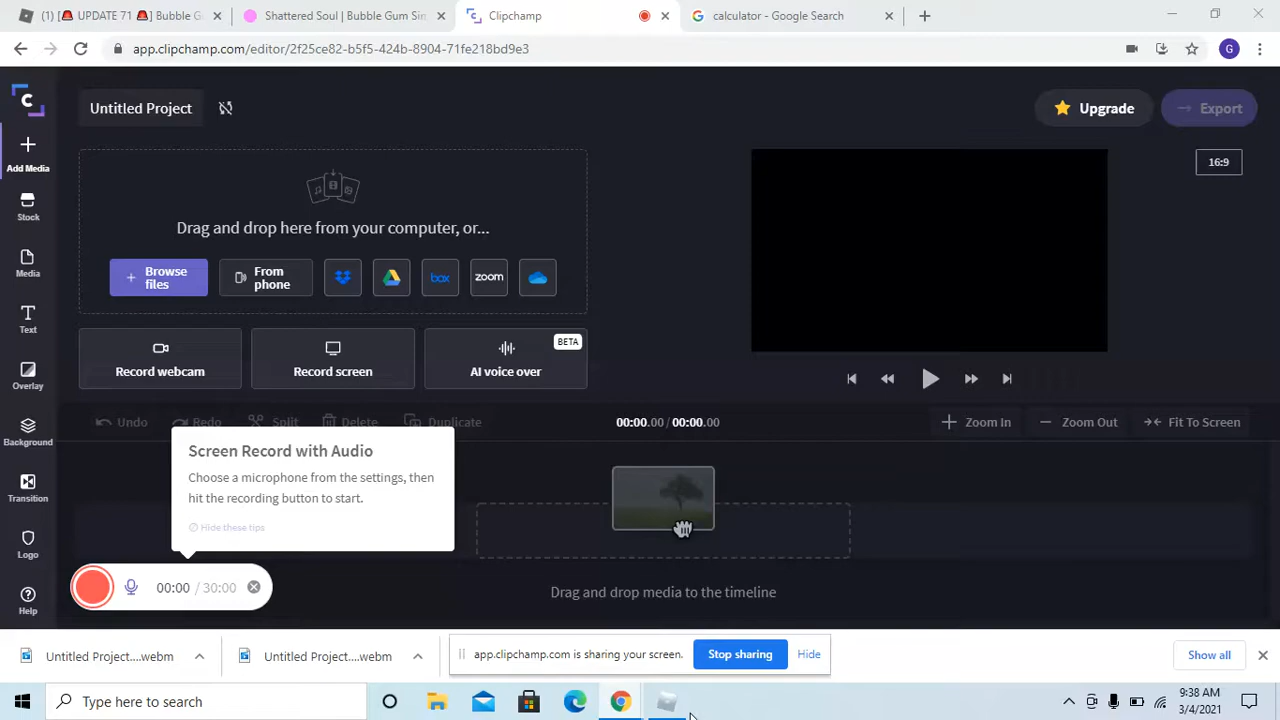 [🚨 UPDATE 71 🚨] Bubble G
Shattered Soul | Bubble Gum Sim
Clipchamp
calculator - Google Search
app.clipchamp.com/editor/2f25ce82-b5f5-424b-8904-71fe218bd9e3
G
C
Untitled Project
Upgrade
Export
Add Media
Stock
Media
Text
Overlay
Background
Transition
Logo
Help
Drag and drop here from your computer, or...
Browse files
From phone
box
zoom
Record webcam
Record screen
AI voice over
BETA
16:9
Undo
Redo
Split
Delete
Duplicate
00:00.00 / 00:00.00
Zoom In
Zoom Out
Fit To Screen
Screen Record with Audio
Choose a microphone from the settings, then
hit the recording button to start.
Hide these tips
00:00 / 30:00
Drag and drop media to the timeline
Untitled Project....webm
Untitled Project....webm
app.clipchamp.com is sharing your screen.
Stop sharing
Hide
Show all
Type here to search
9:38 AM
3/4/2021